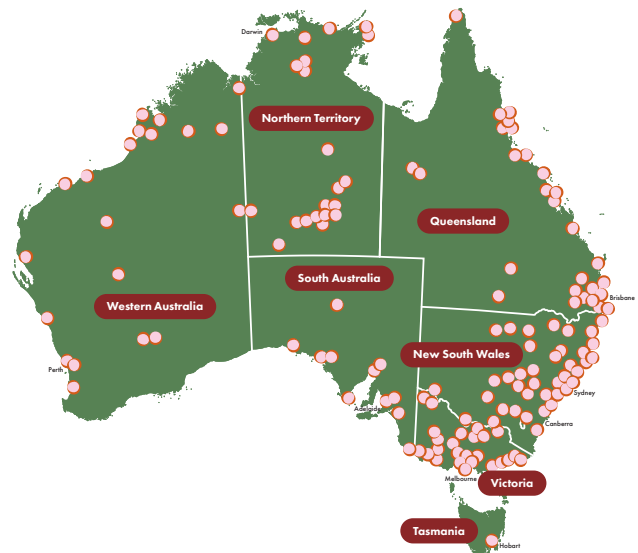 Darwin
Northern Territory
Queensland
South Australia
Western Australia
Brisbane
New South Wales
Perth
Sydney
Adelaide
Canberra
Melbourne
Victoria
Tasmania
Hobart